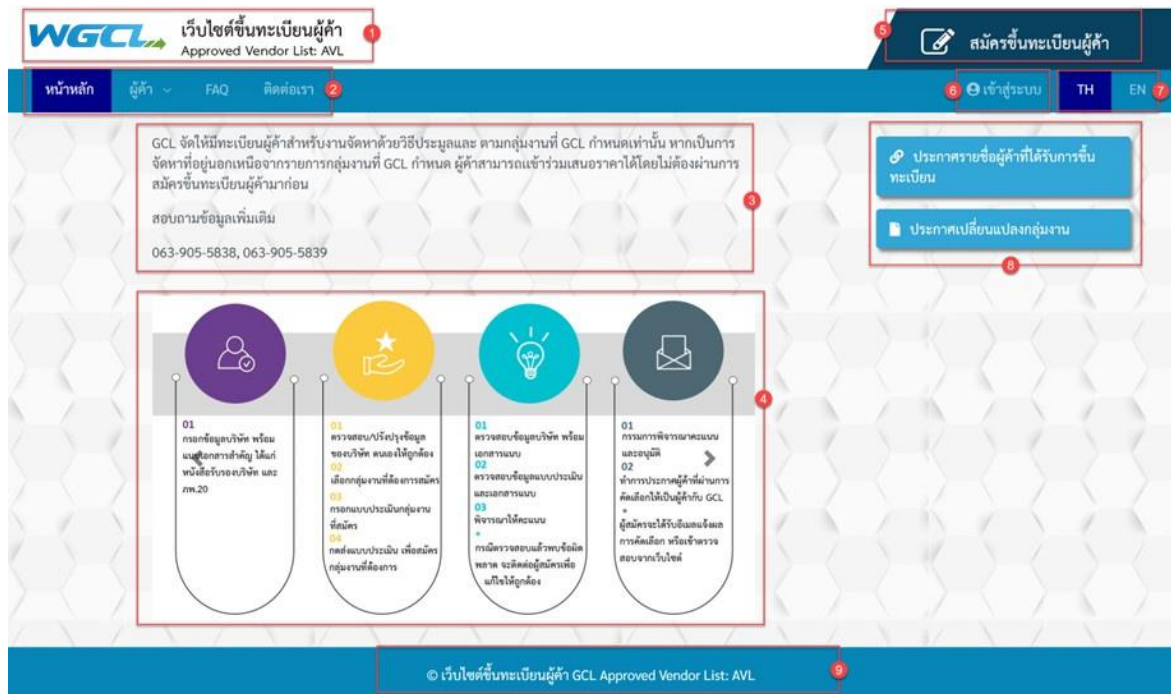 WGCL
เว็บไซต์ขึ้นทะเบียนผู้ค้า
Approved Vendor List: AVL
1
5
สมัครขึ้นทะเบียนผู้ค้า
หน้าหลัก ผู้ค้า FAQ ติดต่อเรา 2
6 เข้าสู่ระบบ TH EN 7
GCL จัดให้มีทะเบียนผู้ค้าสำหรับงานจัดหาด้วยวิธีประมูลและ ตามกลุ่มงานที่ GCL กำหนดเท่านั้น หากเป็นการ
จัดหาที่อยู่นอกเหนือจากรายการกลุ่มงานที่ GCL กำหนด ผู้ค้าสามารถเข้าร่วมเสนอราคาได้โดยไม่ต้องผ่านการ
สมัครขึ้นทะเบียนผู้ค้ามาก่อน
สอบถามข้อมูลเพิ่มเติม
063-905-5838, 063-905-5839
3
ประกาศรายชื่อผู้ค้าที่ได้รับการขึ้น
ทะเบียน
ประกาศเปลี่ยนแปลงกลุ่มงาน
8
01
กรอกข้อมูลบริษัท พร้อม
แนบเอกสารสำคัญ ได้แก่
หนังสือรับรองบริษัท และ
ภพ.20
01
ตรวจสอบ/ปรับปรุงข้อมูล
ของบริษัท ตนเองให้ถูกต้อง
02
เลือกกลุ่มงานที่ต้องการสมัคร
03
กรอกแบบประเมินกลุ่มงาน
ที่สมัคร
04
กดส่งแบบประเมิน เพื่อสมัคร
กลุ่มงานที่ต้องการ
01
ตรวจสอบข้อมูลบริษัท พร้อม
เอกสารแนบ
02
ตรวจสอบข้อมูลแบบประเมิน
และเอกสารแนบ
03
พิจารณาให้คะแนน
*
กรณีตรวจสอบแล้วพบข้อผิด
พลาด จะติดต่อผู้สมัครเพื่อ
แก้ไขให้ถูกต้อง
01
กรรมการพิจารณาคะแนน
และอนุมัติ
02
ทำการประกาศผู้ค้าที่ผ่านการ
คัดเลือกให้เป็นผู้ค้ากับ GCL
*
ผู้สมัครจะได้รับอีเมลแจ้งผล
การคัดเลือก หรือเข้าตรวจ
สอบจากเว็บไซต์
4
© เว็บไซต์ขึ้นทะเบียนผู้ค้า GCL Approved Vendor List: AVL 9